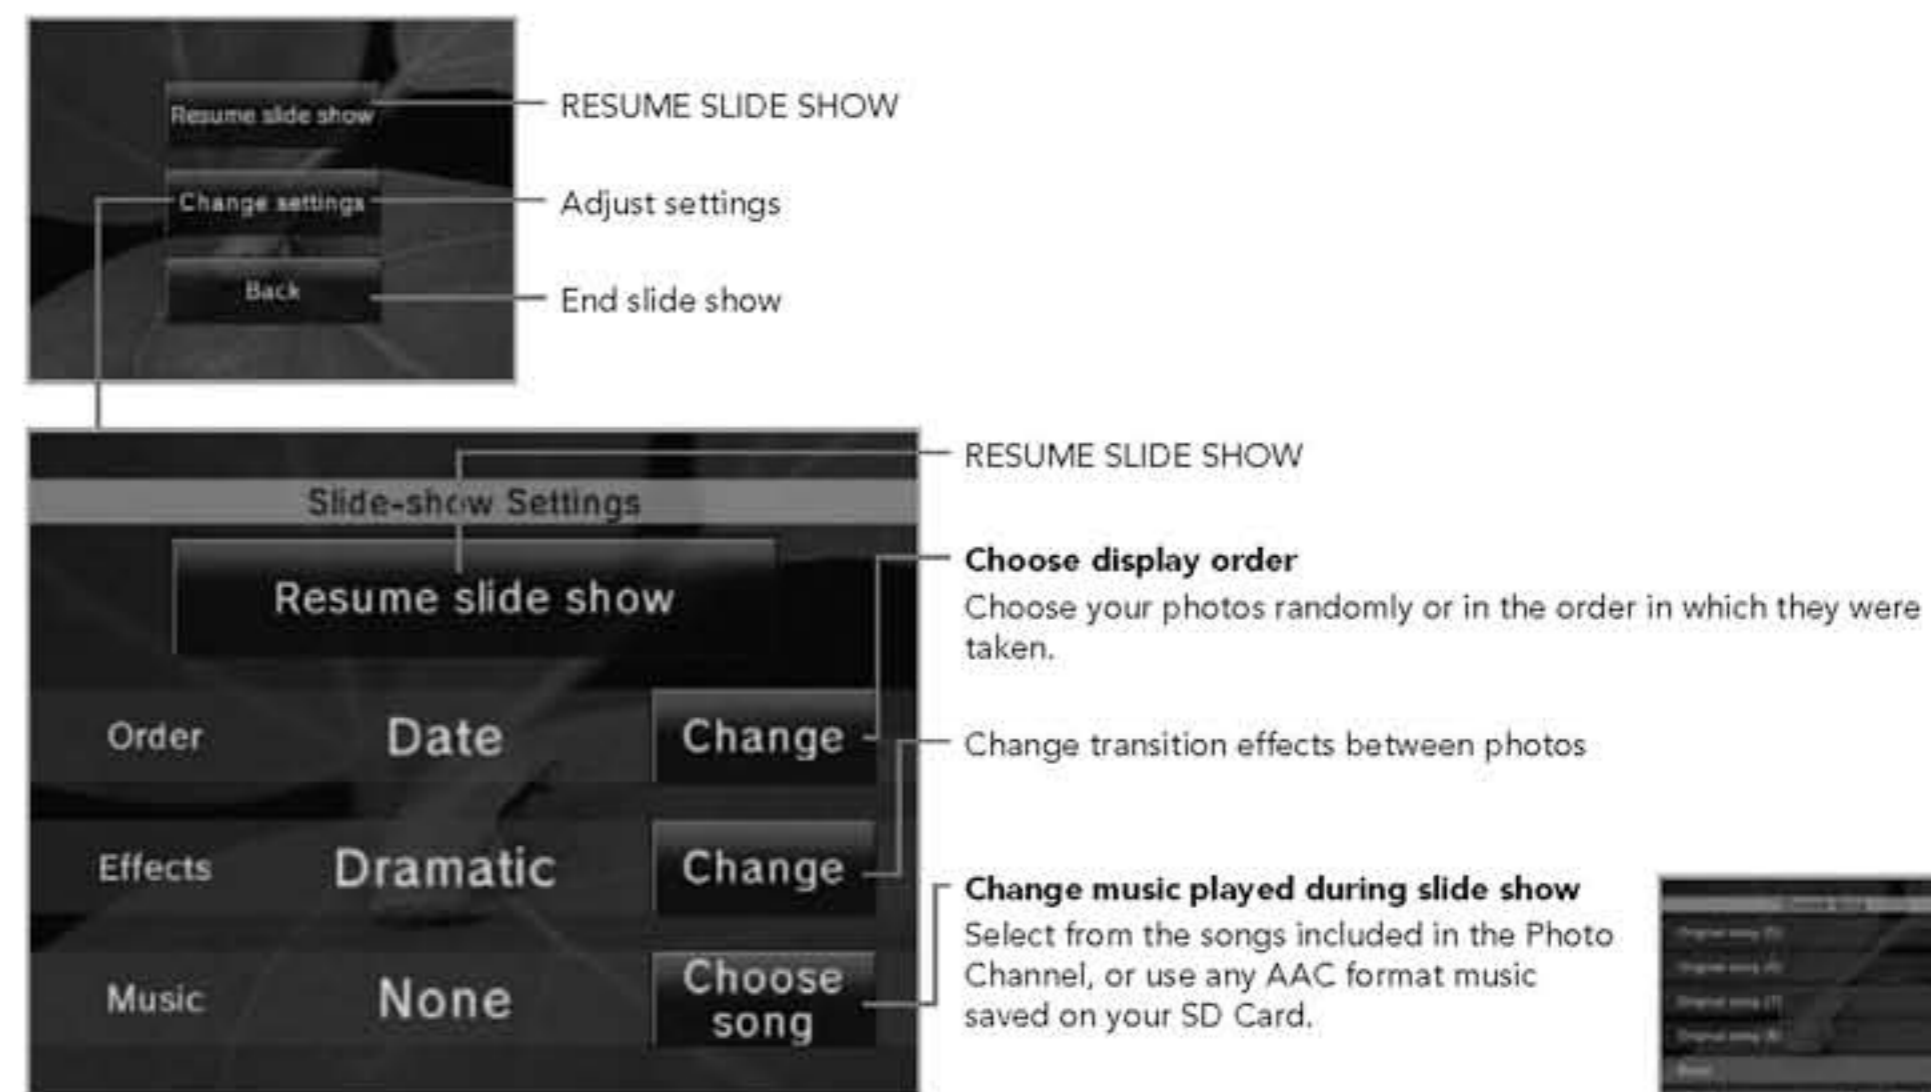 Resume slide show
RESUME SLIDE SHOW
Change settings
Adjust settings
Back
End slide show
RESUME SLIDE SHOW
Slide-show Settings
Resume slide show
Choose display order
Choose your photos randomly or in the order in which they were
taken.
Order Date Change
Change transition effects between photos
Effects Dramatic Change
Change music played during slide show
Select from the songs included in the Photo
Channel, or use any AAC format music
saved on your SD Card.
Music None Choose
song